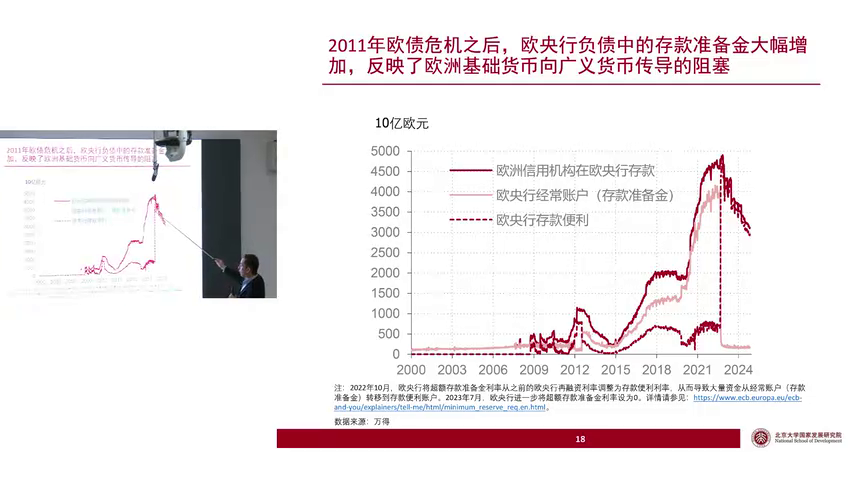 2011年欧债危机之后，欧央行负债中的存款准备金大幅增
加，反映了欧洲基础货币向广义货币传导的阻塞
10亿欧元
5000
4500
4000
3500
3000
2500
2000
1500
1000
500
0
欧洲信用机构在欧央行存款
欧央行经常账户（存款准备金）
欧央行存款便利
2000 2003 2006 2009 2012 2015 2018 2021 2024
注：2022年10月，欧央行将超额存款准备金利率从之前的欧央行再融资利率调整为存款便利利率，从而导致大量资金从经常账户（存款
准备金）转移到存款便利账户。2023年7月，欧央行进一步将超额存款准备金利率设为0。详情请参见：https://www.ecb.europa.eu/ecb-
and-you/explainers/tell-me/html/minimum_reserve_req.en.html。
数据来源：万得
18
北京大学国家发展研究院
National School of Development
2011年欧债危机之后，欧央行负债中的存款准备金
加，反映了欧洲基础货币向广义货币传导的阻
10亿欧元